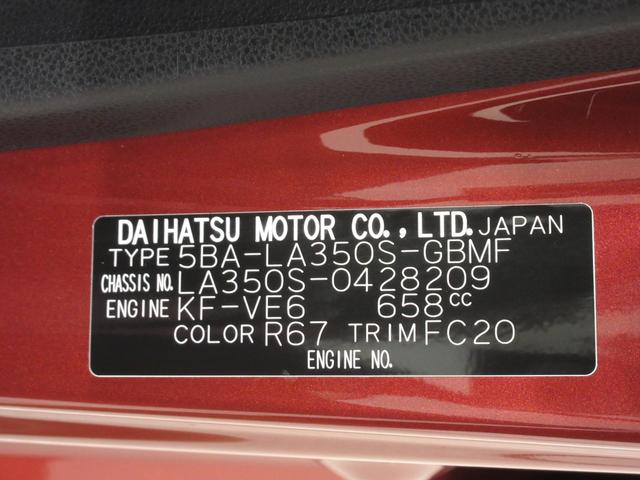 DAIHATSU MOTOR CO., LTD. JAPAN
TYPE 5BA-LA350S-GBMF
CHASSIS NO. LA350S-0428209
ENGINE KF-VE6 658cc
COLOR R67 TRIM FC20
ENGINE NO.